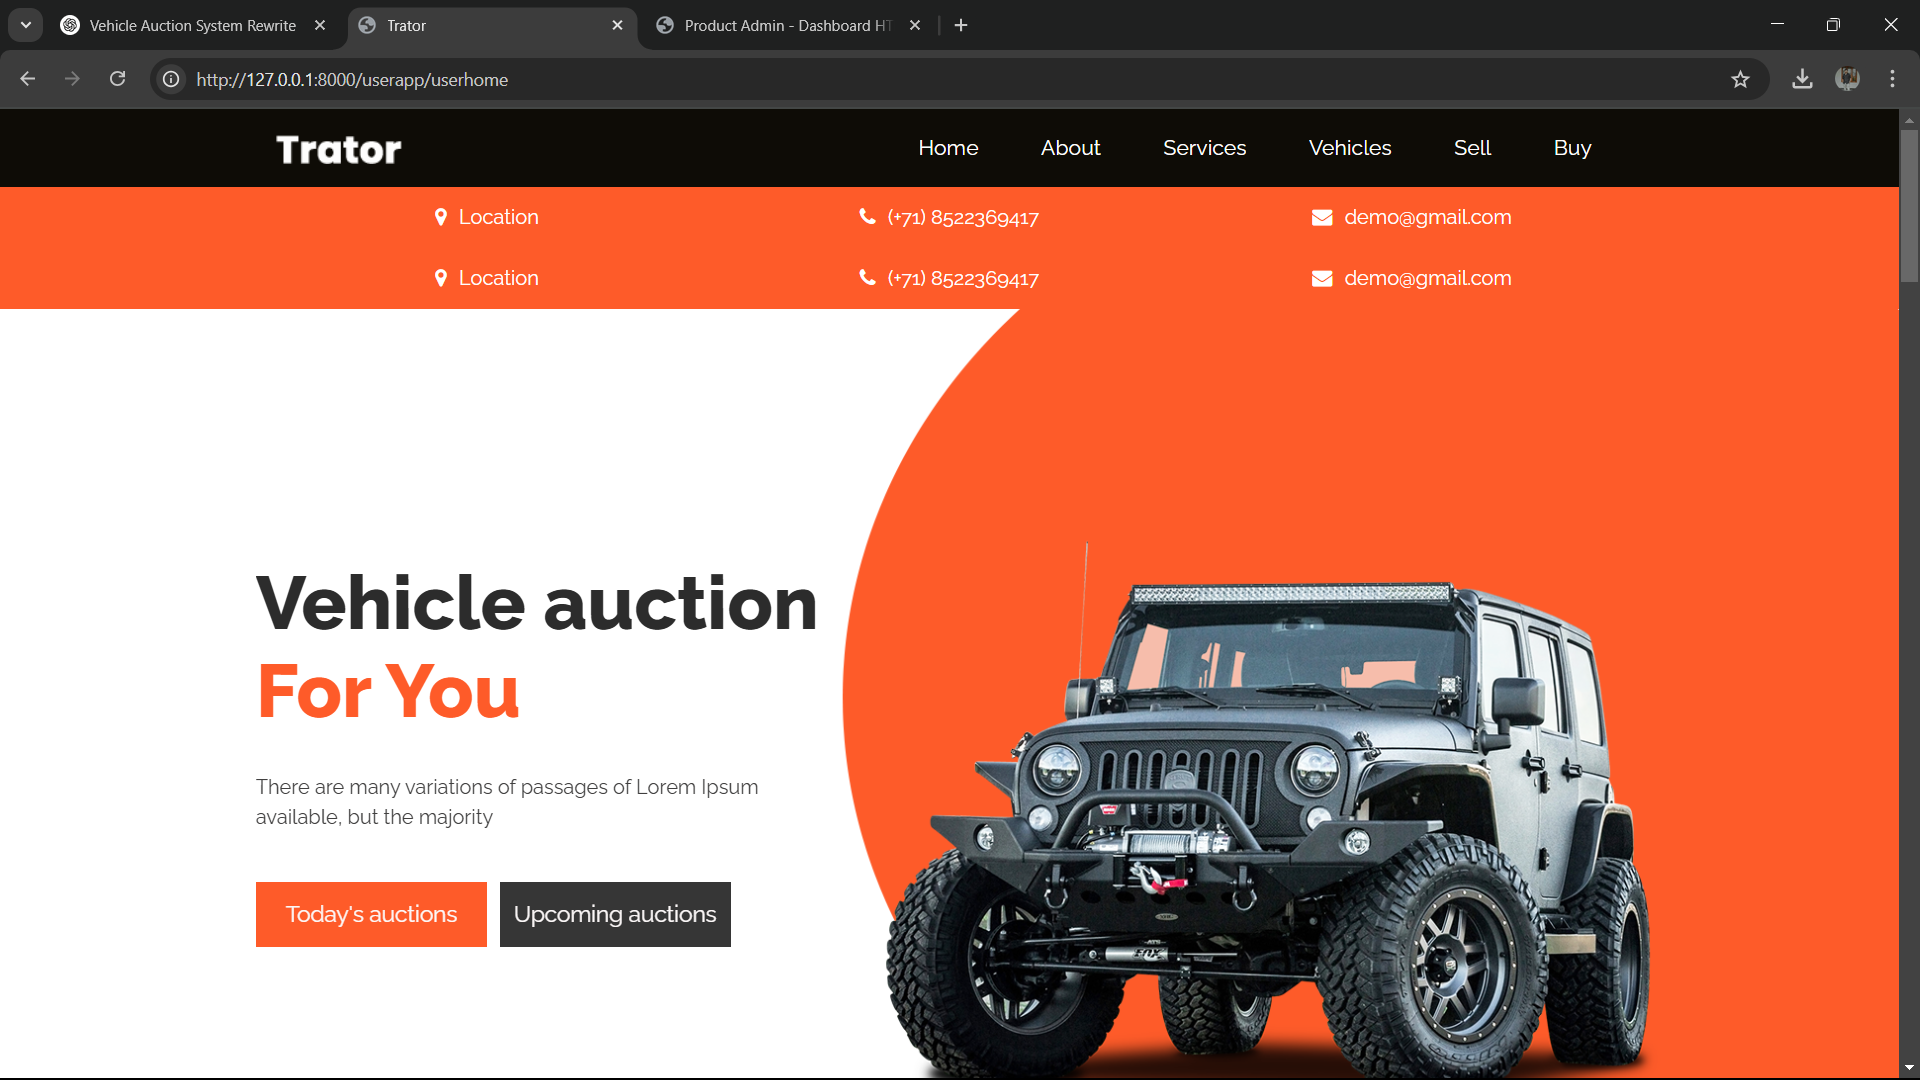 Vehicle Auction System Rewrite
Trator
Product Admin - Dashboard HT
http://127.0.0.1:8000/userapp/userhome
Trator
Home About Services Vehicles Sell Buy
Location (+71) 8522369417 demo@gmail.com
Location (+71) 8522369417 demo@gmail.com
Vehicle auction
For You
There are many variations of passages of Lorem Ipsum
available, but the majority
Today's auctions Upcoming auctions
FOX